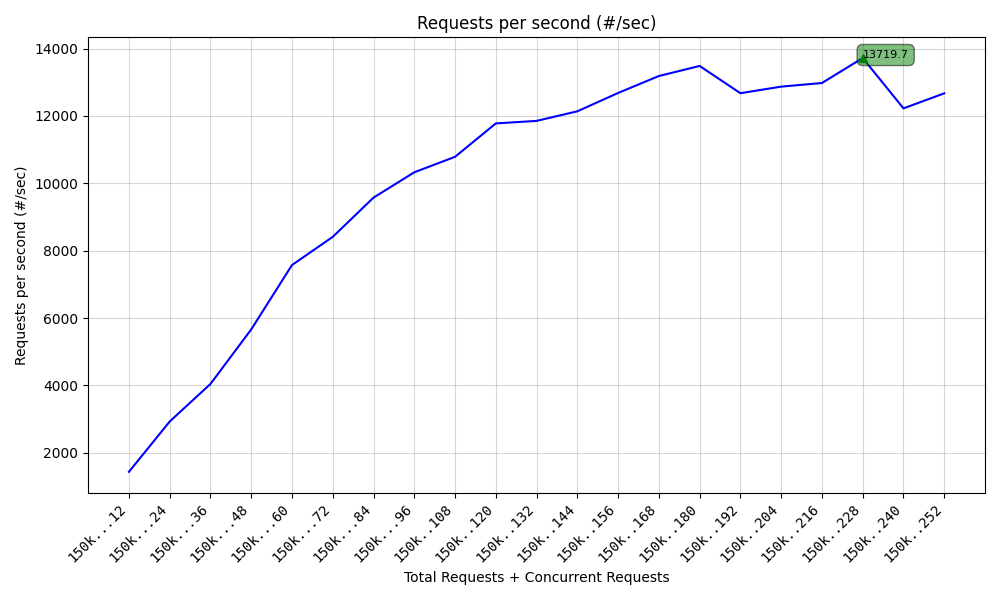 Requests per second (#/sec)
14000
12000
10000
8000
6000
4000
2000
Requests per second (#/sec)
13719.7
150k...12
150k...24
150k...36
150k...48
150k...60
150k...72
150k...84
150k...96
150k..108
150k..120
150k..132
150k..144
150k..156
150k..168
150k..180
150k..192
150k..204
150k..216
150k..228
150k..240
150k..252
Total Requests + Concurrent Requests